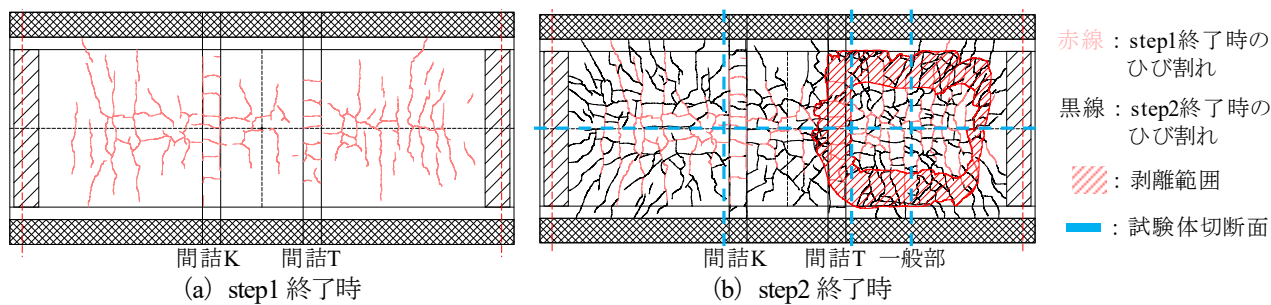 間詰K 間詰T
(a) step1 終了時
間詰K 間詰T 一般部
(b) step2 終了時
赤線：step1終了時の
ひび割れ
黒線：step2終了時の
ひび割れ
：剥離範囲
：試験体切断面